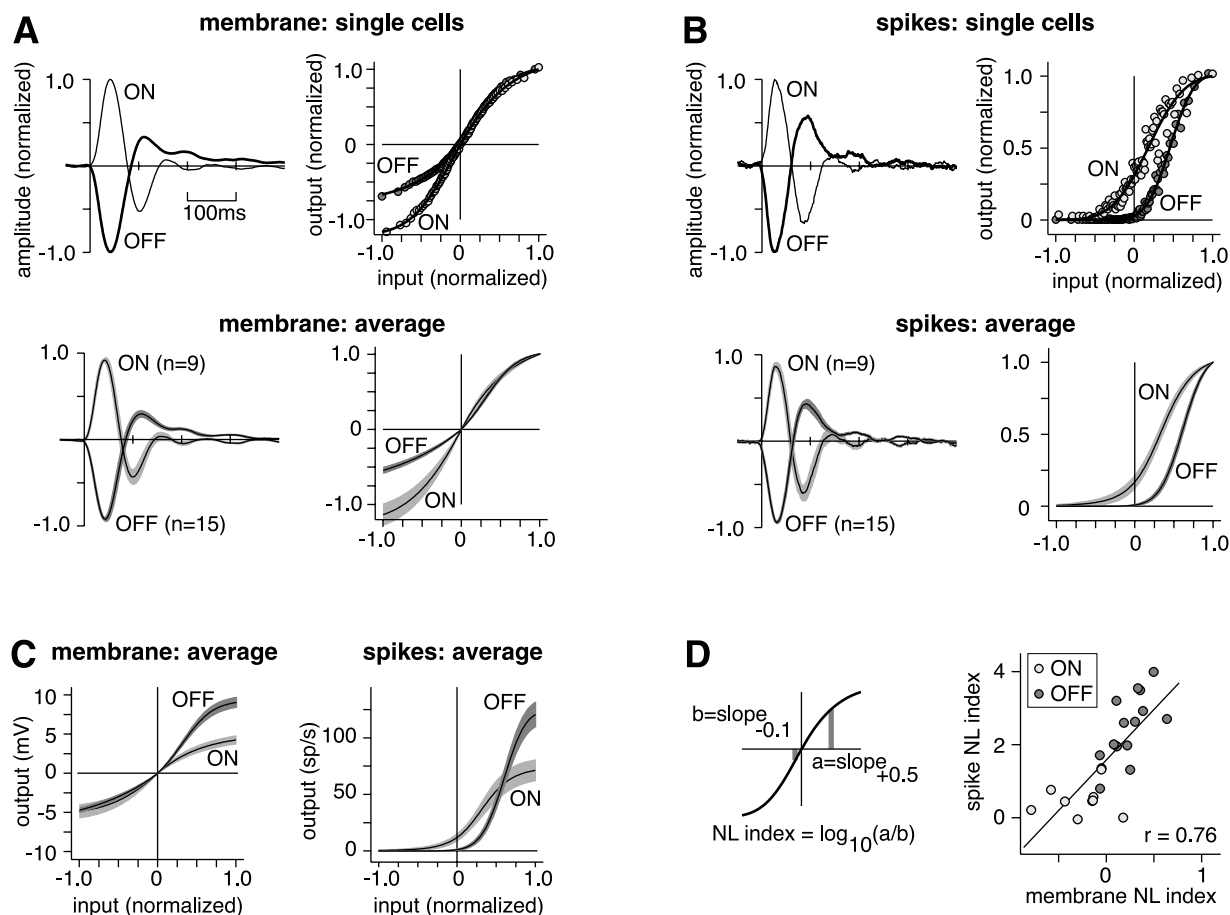 A
membrane: single cells
amplitude (normalized)
1.0
-1.0
ON
OFF
100ms
output (normalized)
1.0
0
-1.0
OFF
ON
-1.0 0 1.0
input (normalized)
membrane: average
1.0
-1.0
ON (n=9)
OFF (n=15)
1.0
0
-1.0
OFF
ON
-1.0 0 1.0
B
spikes: single cells
amplitude (normalized)
1.0
-1.0
ON
OFF
output (normalized)
1.0
0.5
0
ON
OFF
-1.0 0 1.0
input (normalized)
spikes: average
1.0
-1.0
ON (n=9)
OFF (n=15)
1.0
0.5
0
ON
OFF
-1.0 0 1.0
C
membrane: average
output (mV)
10
5
0
-5
-10
OFF
ON
-1.0 0 1.0
input (normalized)
spikes: average
output (sp/s)
100
50
0
OFF
ON
-1.0 0 1.0
input (normalized)
D
b=slope-0.1
a=slope+0.5
NL index = log10(a/b)
spike NL index
4
2
0
ON
OFF
r = 0.76
0 1
membrane NL index